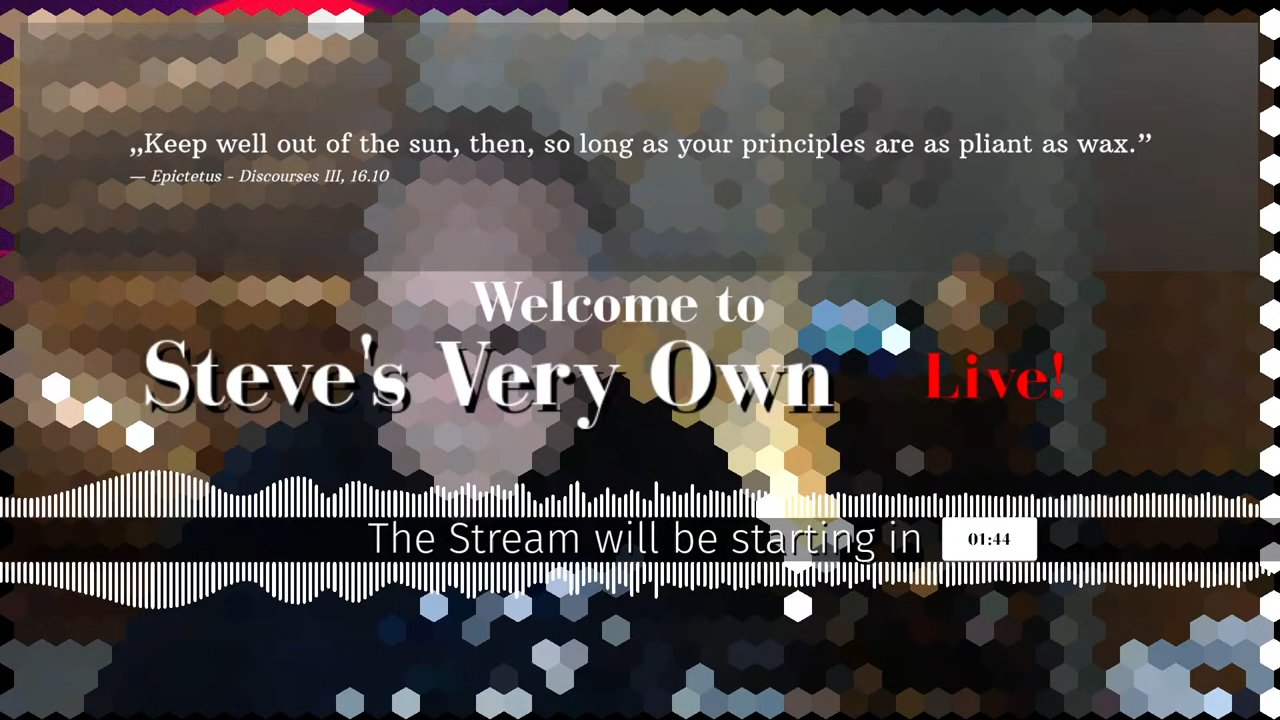 „Keep well out of the sun, then, so long as your principles are as pliant as wax.”
— Epictetus - Discourses III, 16.10
Welcome to
Steve's Very Own Live!
The Stream will be starting in 01:44